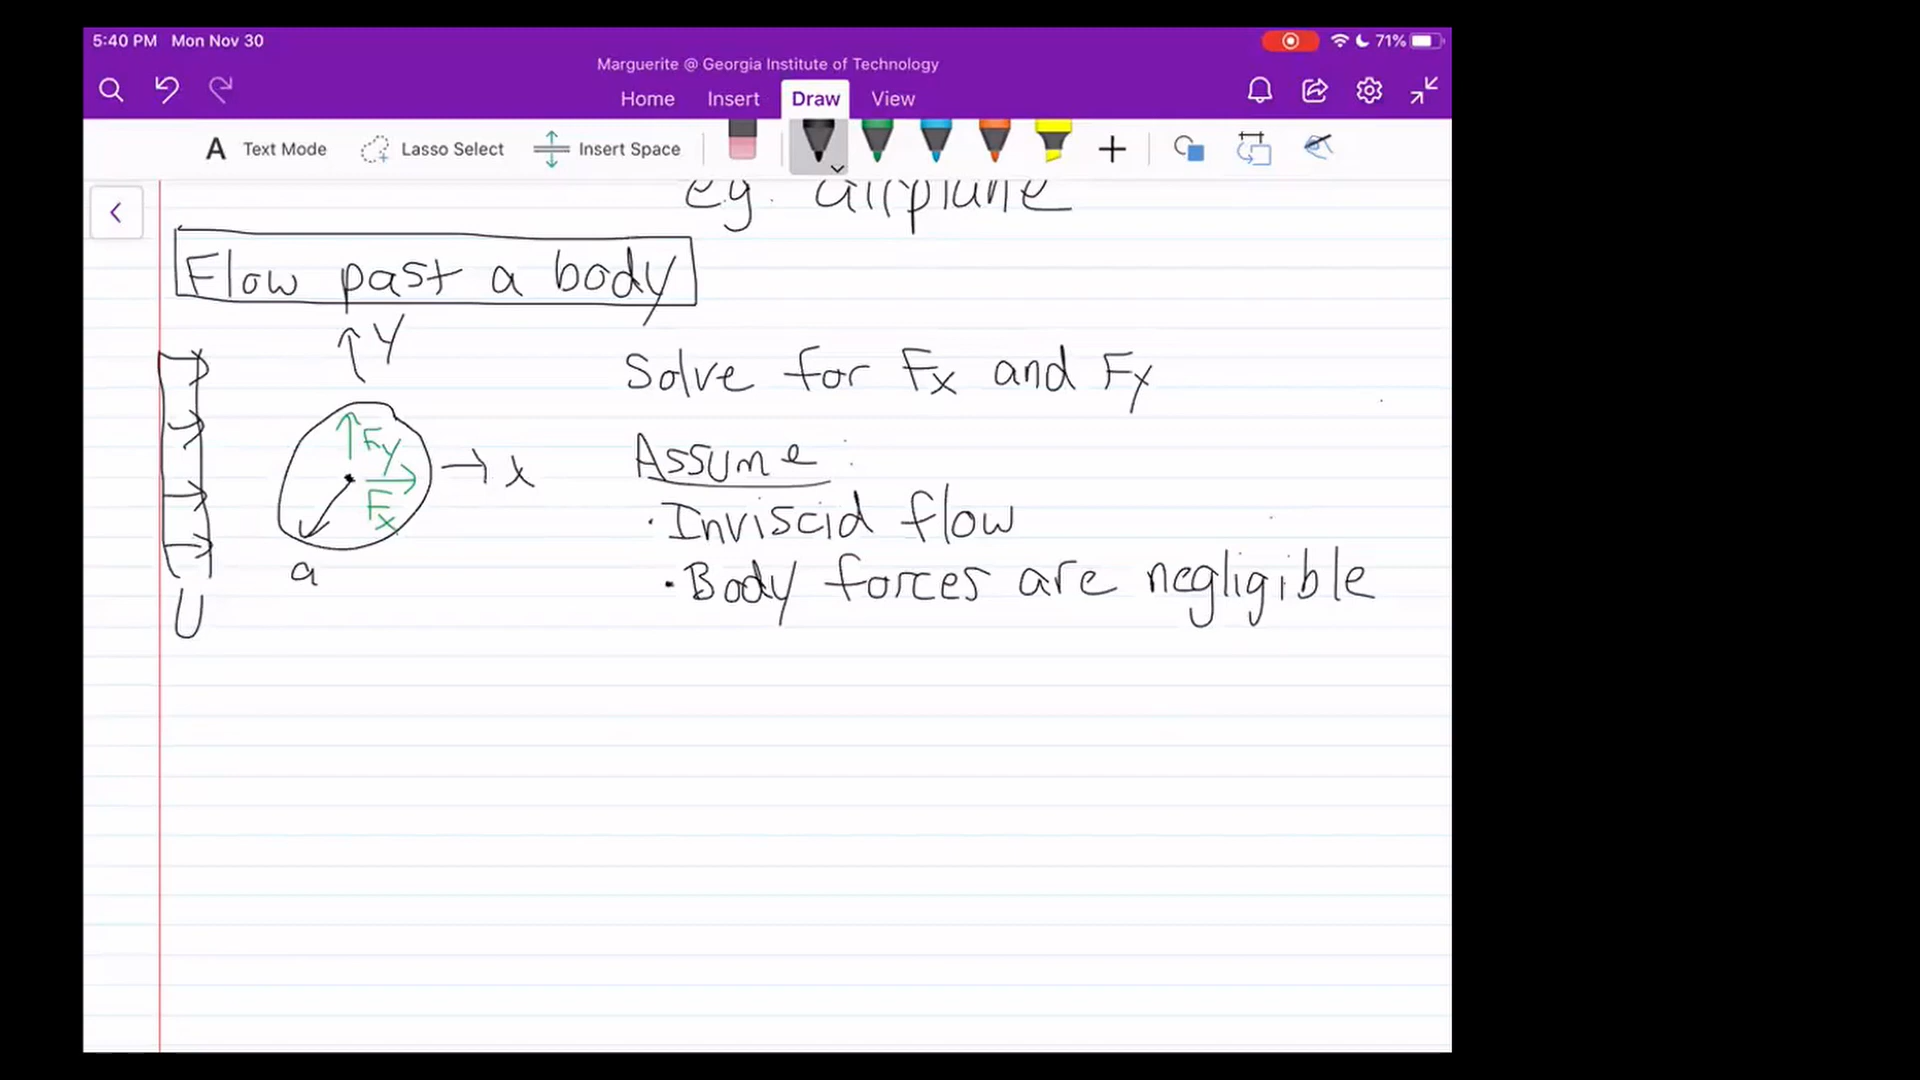 5:40 PM Mon Nov 30
71%
Marguerite @ Georgia Institute of Technology
Home Insert Draw View
A Text Mode Lasso Select Insert Space
eg. airplane
Flow past a body
Y
Solve for Fx and Fy
Fy
Assume:
x
Fx
· Inviscid flow
a
· Body forces are negligible
U